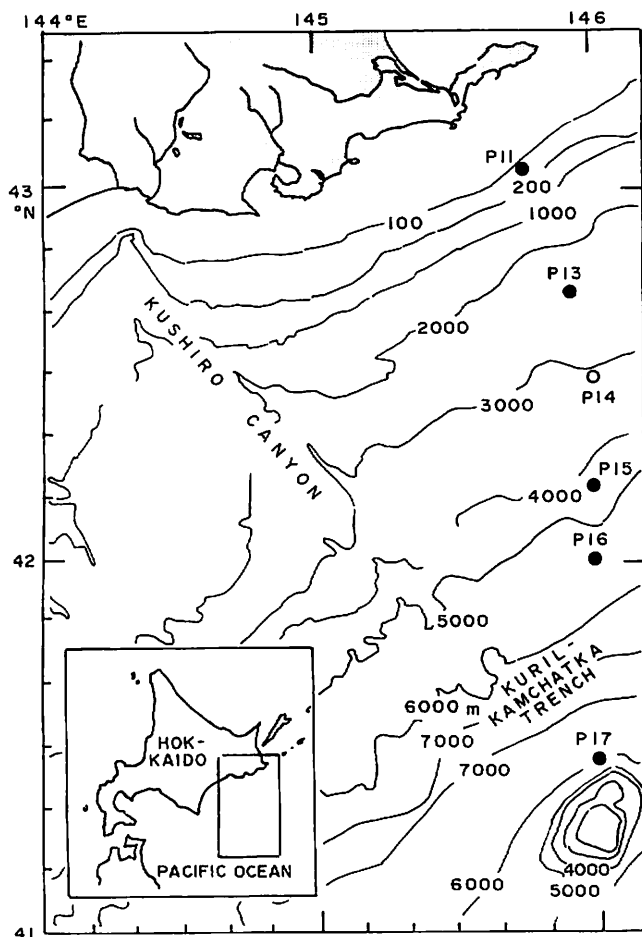 144°E 145 146
P11
43
°N
200
100
1000
P13
KUSHIRO
CANYON
2000
3000
P14
P15
4000
P16
42
5000
KURIL-
KAMCHATKA
TRENCH
6000 m
7000
7000
P17
HOK-
KAIDO
PACIFIC OCEAN
4000
6000
5000
41